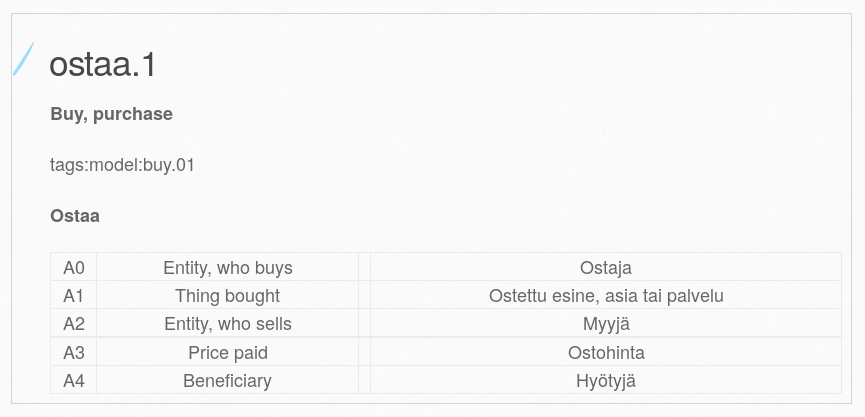 ostaa.1
Buy, purchase
tags:model:buy.01
Ostaa
A0 Entity, who buys Ostaja
A1 Thing bought Ostettu esine, asia tai palvelu
A2 Entity, who sells Myyjä
A3 Price paid Ostohinta
A4 Beneficiary Hyötyjä